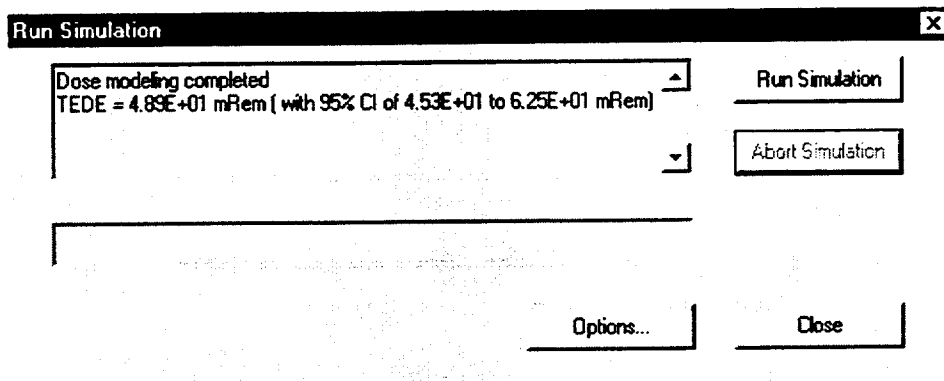 Run Simulation
Dose modeling completed
TEDE = 4.89E+01 mRem ( with 95% CI of 4.53E+01 to 6.25E+01 mRem)
Run Simulation
Abort Simulation
Options...
Close